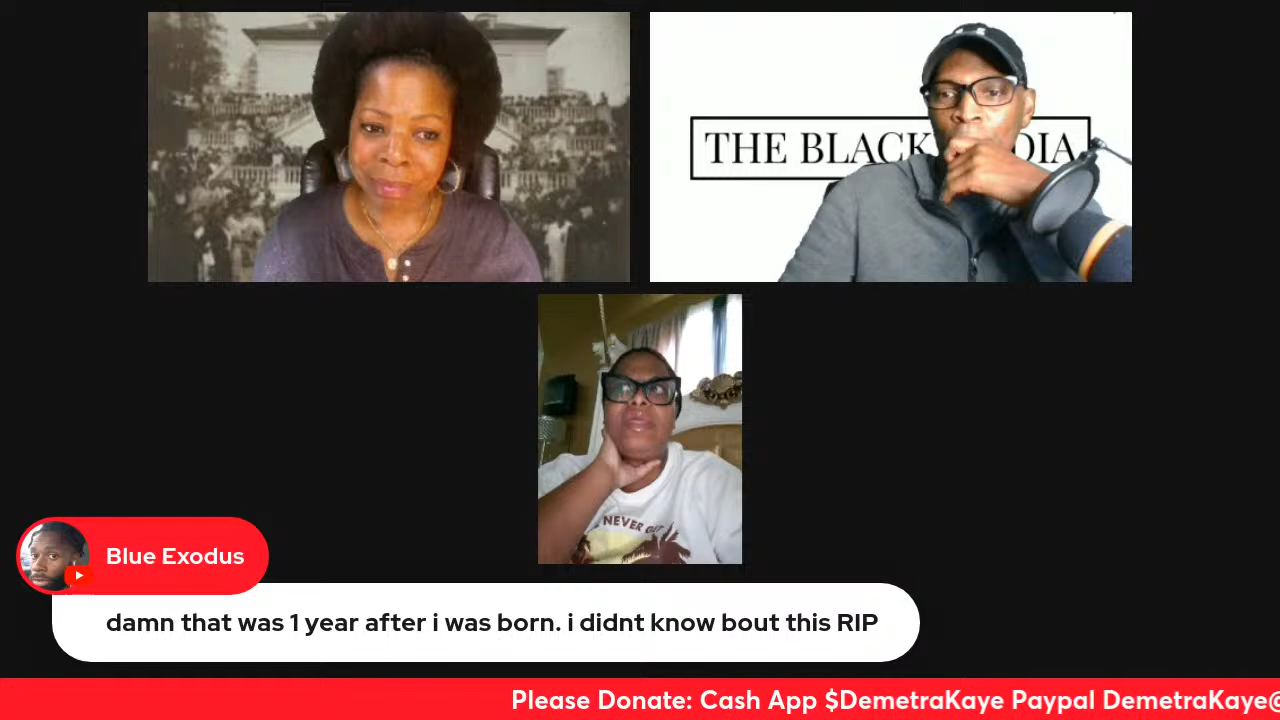 THE BLACK DIA
NEVER
Blue Exodus
damn that was 1 year after i was born. i didnt know bout this RIP
Please Donate: Cash App $DemetraKaye Paypal DemetraKaye@